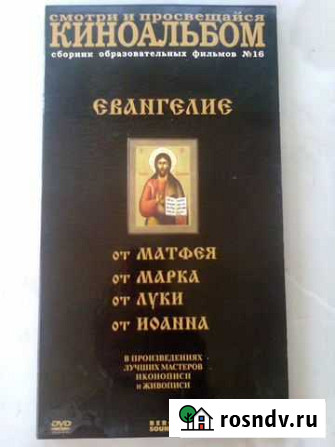 смотри и просвещайся
КИНОАЛЬБОМ
сборник образовательных фильмов №16
ЕВАНГЕЛИЕ
от МАТФЕЯ
от МАРКА
от ЛУКИ
от ИОАННА
В ПРОИЗВЕДЕНИЯХ
ЛУЧШИХ МАСТЕРОВ
ИКОНОПИСИ
и ЖИВОПИСИ
DVD
rosndv.ru